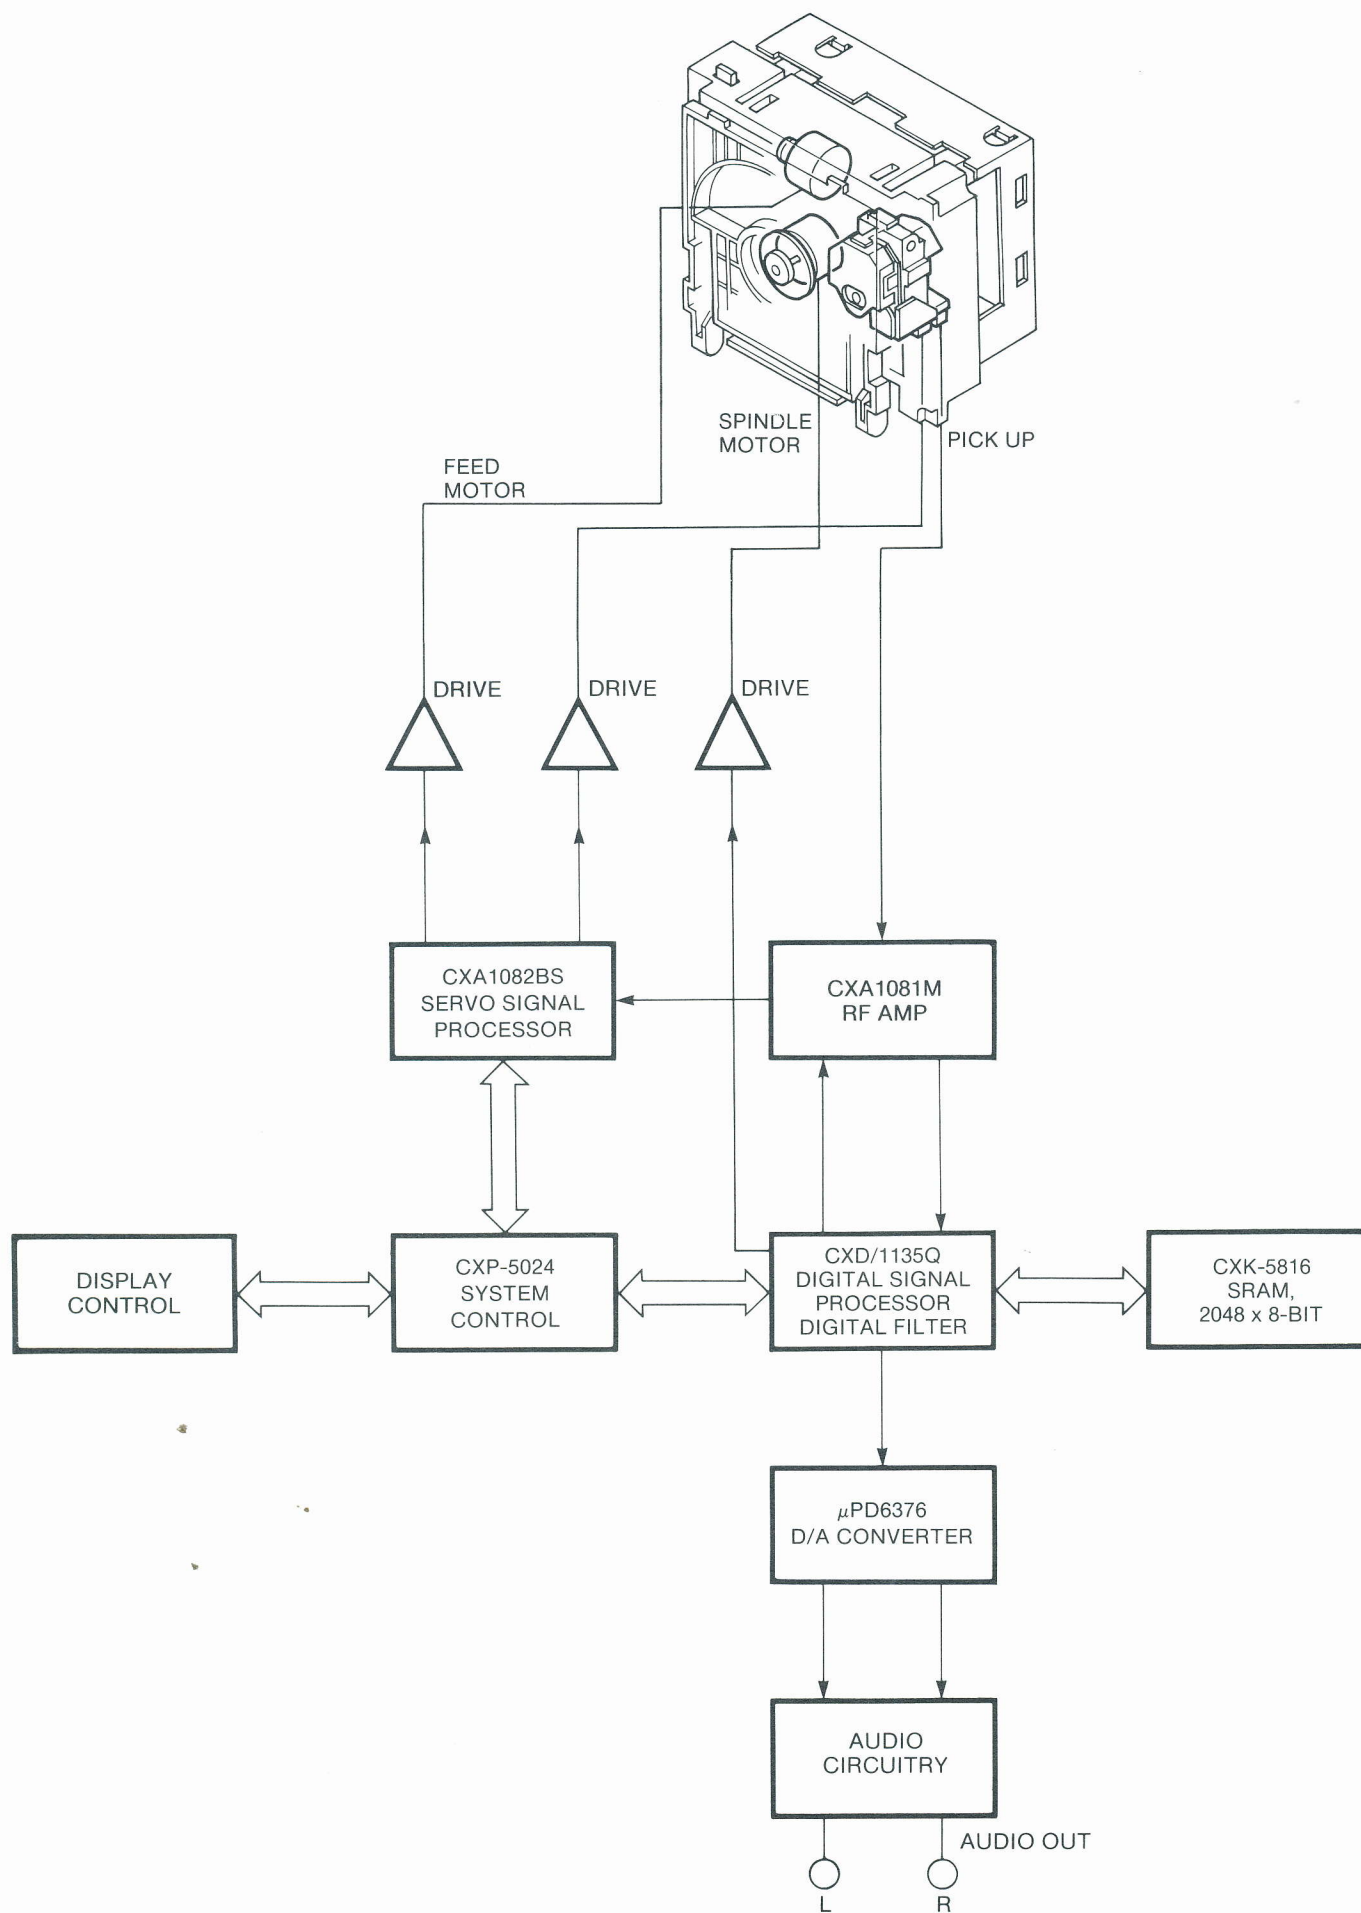 SPINDLE
MOTOR
PICK UP
FEED
MOTOR
DRIVE
DRIVE
DRIVE
CXA1082BS
SERVO SIGNAL
PROCESSOR
CXA1081M
RF AMP
DISPLAY
CONTROL
CXP-5024
SYSTEM
CONTROL
CXD/1135Q
DIGITAL SIGNAL
PROCESSOR
DIGITAL FILTER
CXK-5816
SRAM,
2048 x 8-BIT
μPD6376
D/A CONVERTER
AUDIO
CIRCUITRY
AUDIO OUT
L
R